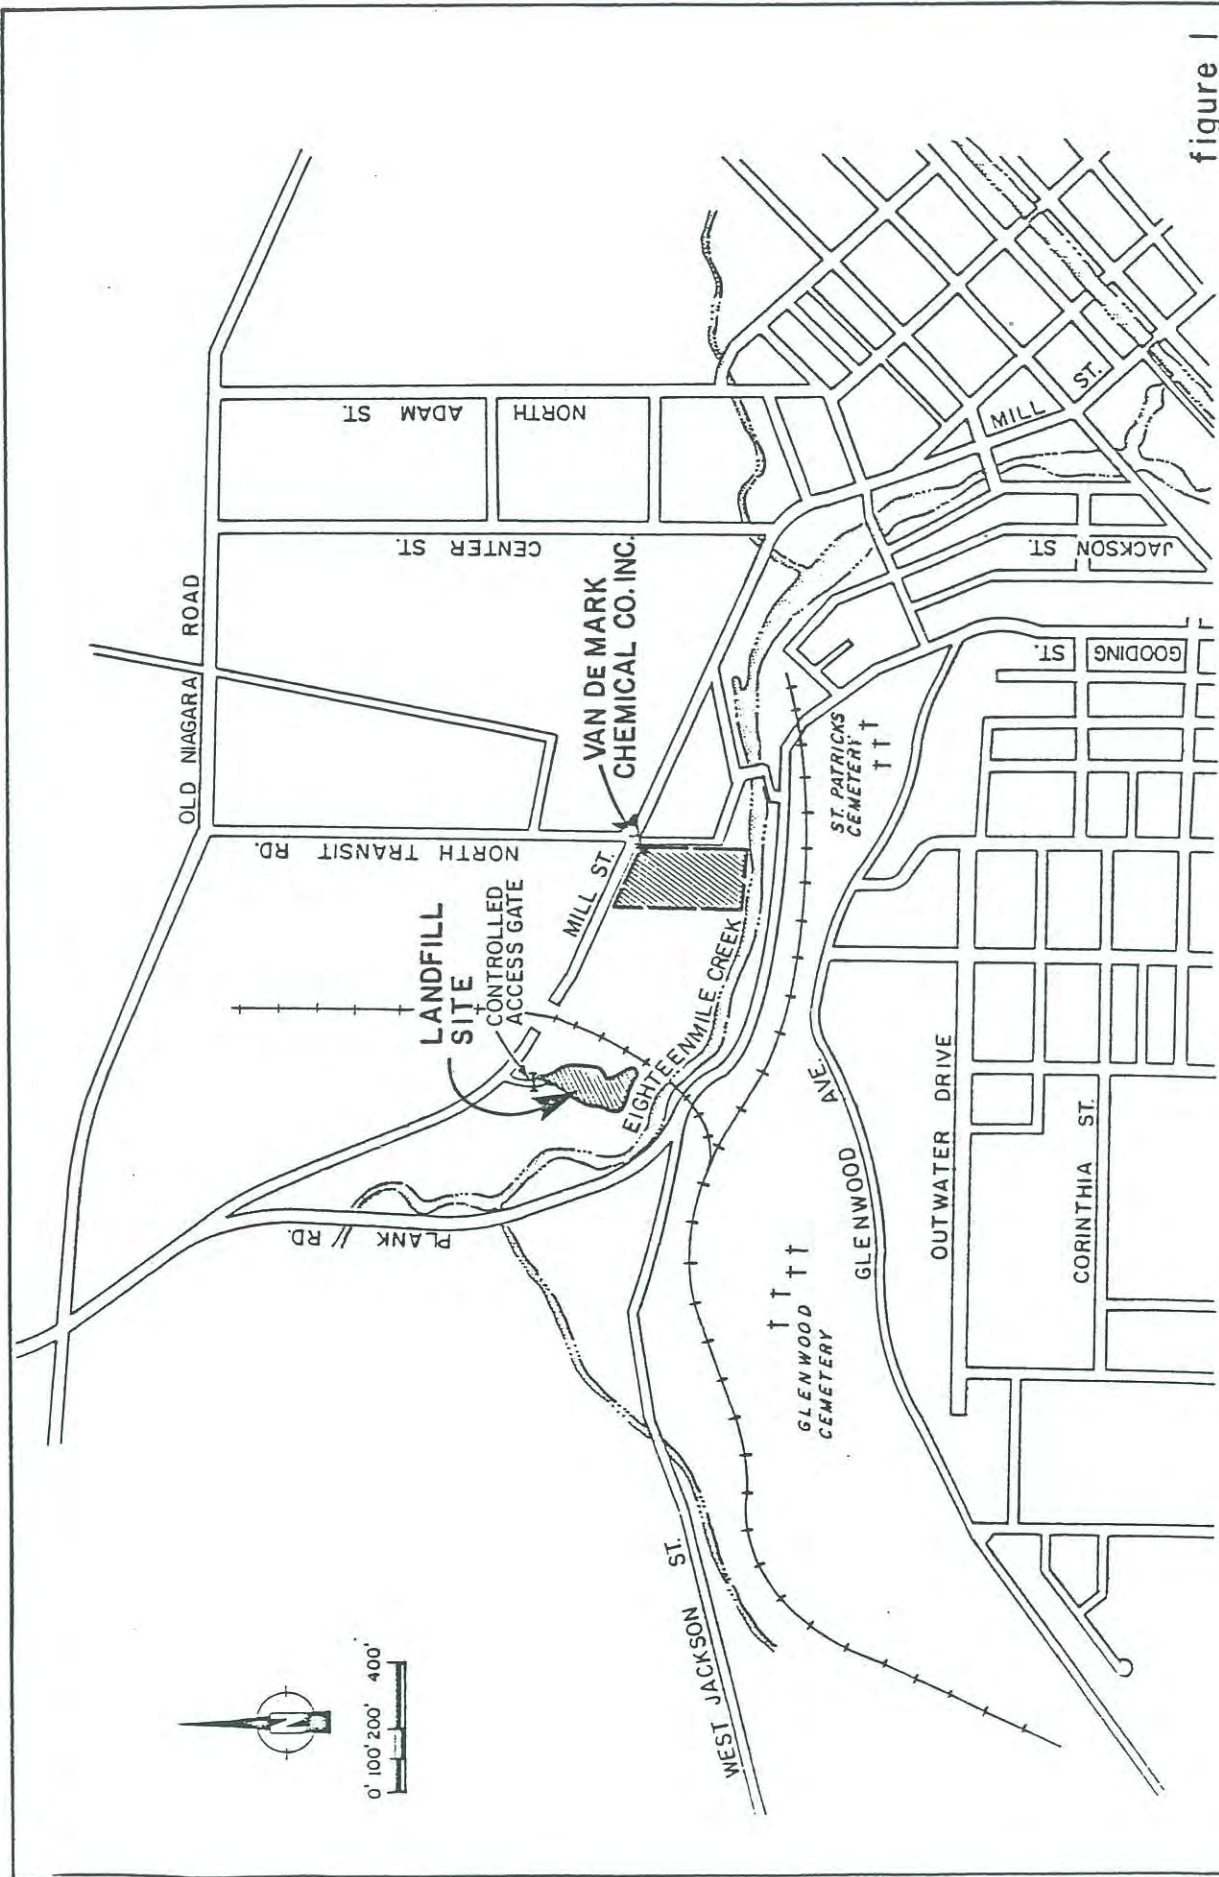 OLD NIAGARA ROAD
NORTH ADAM ST.
CENTER ST.
NORTH TRANSIT RD.
VAN DE MARK
CHEMICAL CO. INC.
LANDFILL
SITE
CONTROLLED
ACCESS GATE
MILL ST.
EIGHTEENMILE CREEK
PLANK RD.
MILL ST.
JACKSON ST.
GOODING ST.
ST. PATRICKS
CEMETERY
GLENWOOD
CEMETERY
GLENWOOD AVE.
OUTWATER DRIVE
CORINTHIA ST.
WEST JACKSON ST.
N
0' 100' 200' 400'
figure 1